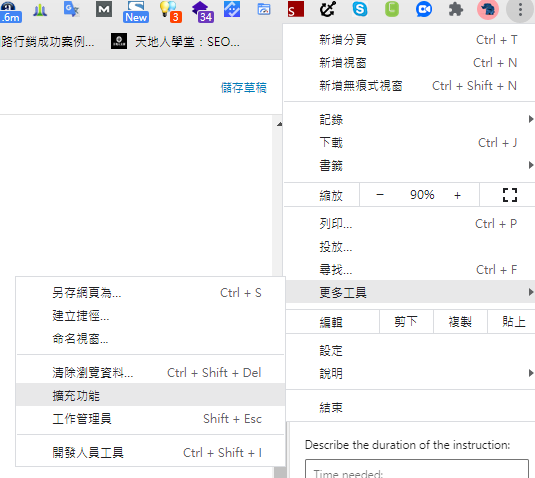 .6m
New
3
34
M
S
路行銷成功案例...
天地人學堂：SEO...
儲存草稿
新增分頁 Ctrl + T
新增視窗 Ctrl + N
新增無痕式視窗 Ctrl + Shift + N
記錄
下載 Ctrl + J
書籤
縮放 − 90% +
列印... Ctrl + P
投放...
尋找... Ctrl + F
更多工具
編輯 剪下 複製 貼上
設定
說明
結束
另存網頁為... Ctrl + S
建立捷徑...
命名視窗...
清除瀏覽資料... Ctrl + Shift + Del
擴充功能
工作管理員 Shift + Esc
開發人員工具 Ctrl + Shift + I
Describe the duration of the instruction:
Time needed: